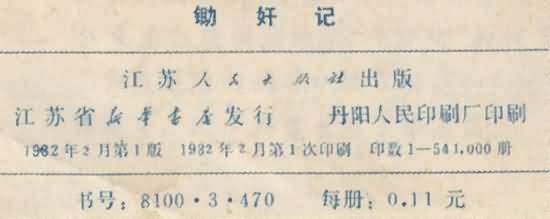 锄奸记
江苏人民出版社出版
江苏省新华书店发行 丹阳人民印刷厂印刷
1982年2月第1版 1982年2月第1次印刷 印数1—541,000册
书号：8100·3·470 每册：0.11元